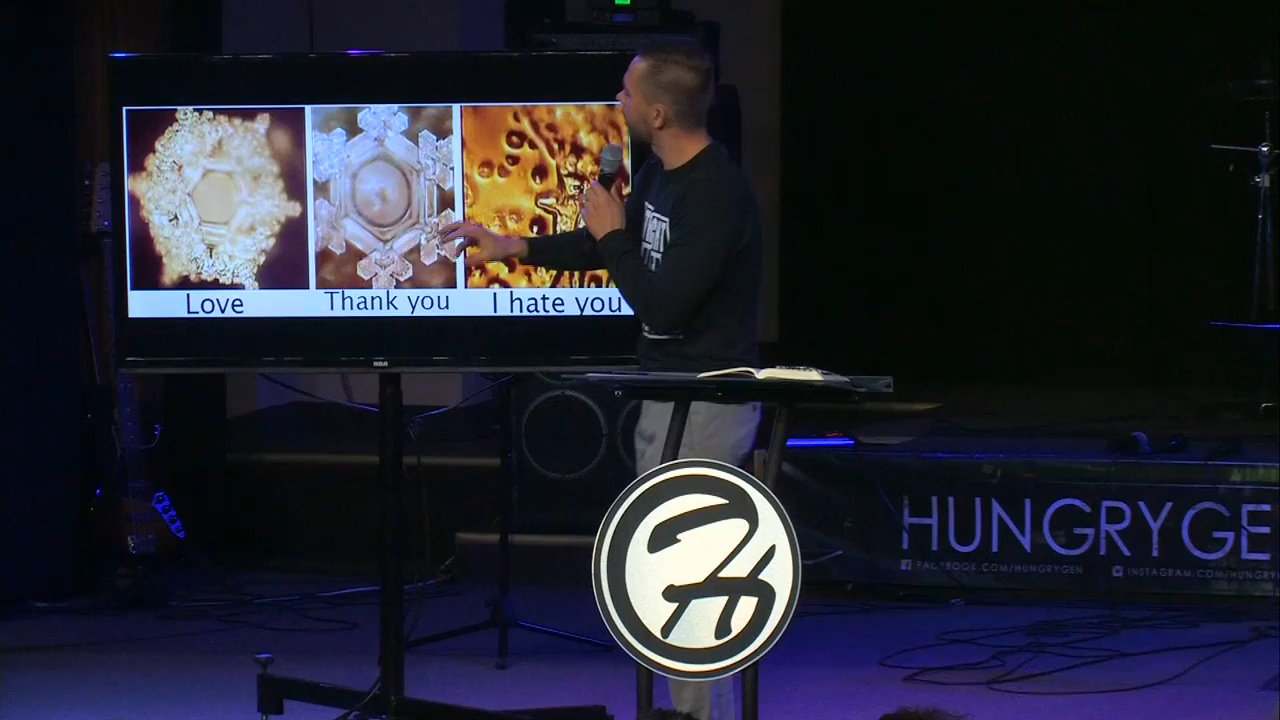 Love
Thank you
I hate you
RCA
HUNGRYGE
FACEBOOK.COM/HUNGRYGEN
INSTAGRAM.COM/HUNGRY